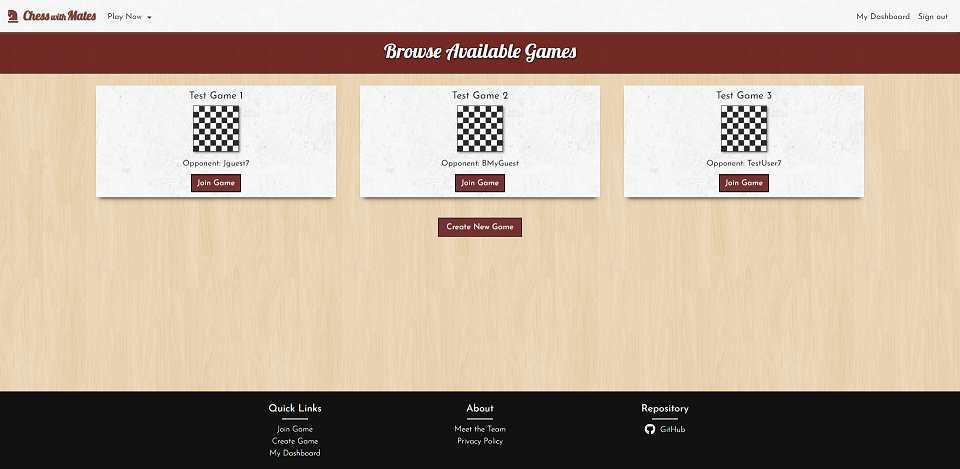 Chess with Mates Play Now My Dashboard Sign out
Browse Available Games
Test Game 1 Test Game 2 Test Game 3
Opponent: Jguest7 Opponent: BMyGuest Opponent: TestUser7
Join Game Join Game Join Game
Create New Game
Quick Links About Repository
Join Game Meet the Team GitHub
Create Game Privacy Policy
My Dashboard